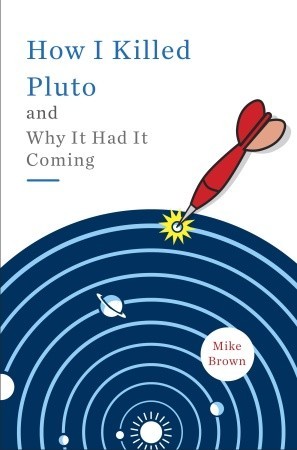 How I Killed
Pluto
and
Why It Had It
Coming
Mike
Brown